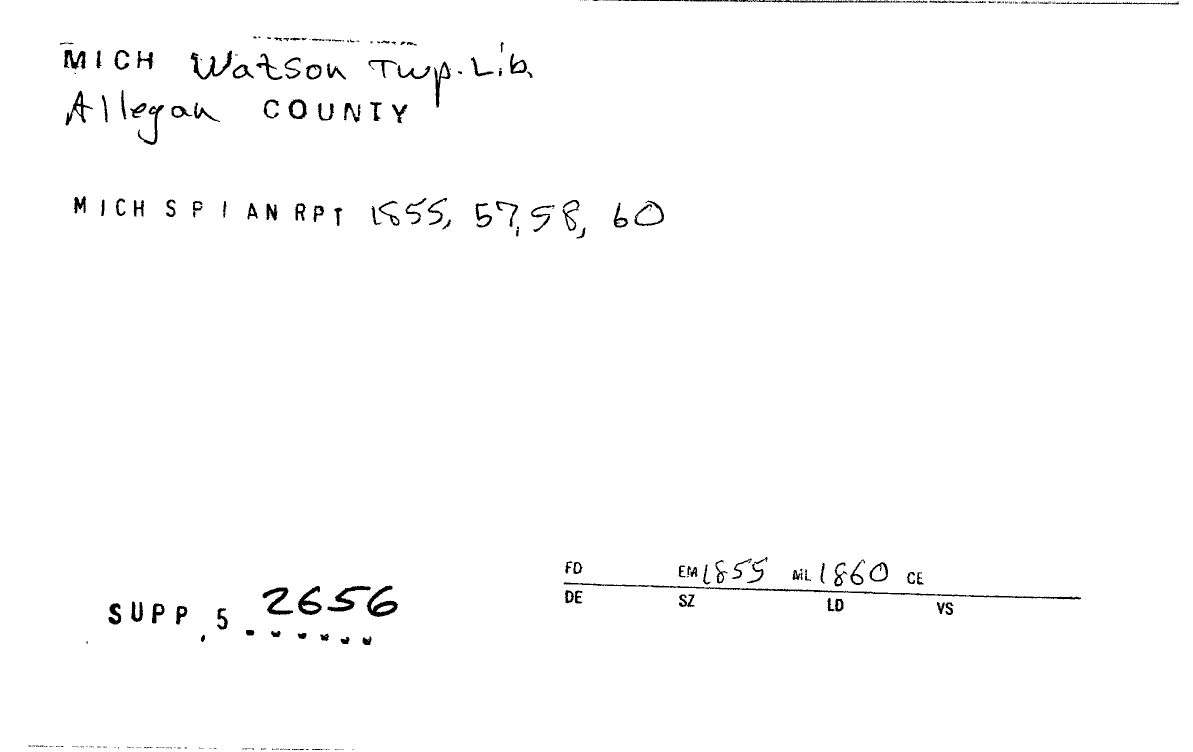 MICH Watson Twp. Lib.
Allegan COUNTY
MICH SPI AN RPT 1855, 57, 58, 60
FD EM 1855 ML 1860 CE
DE SZ LD VS
SUPP. 5 2656